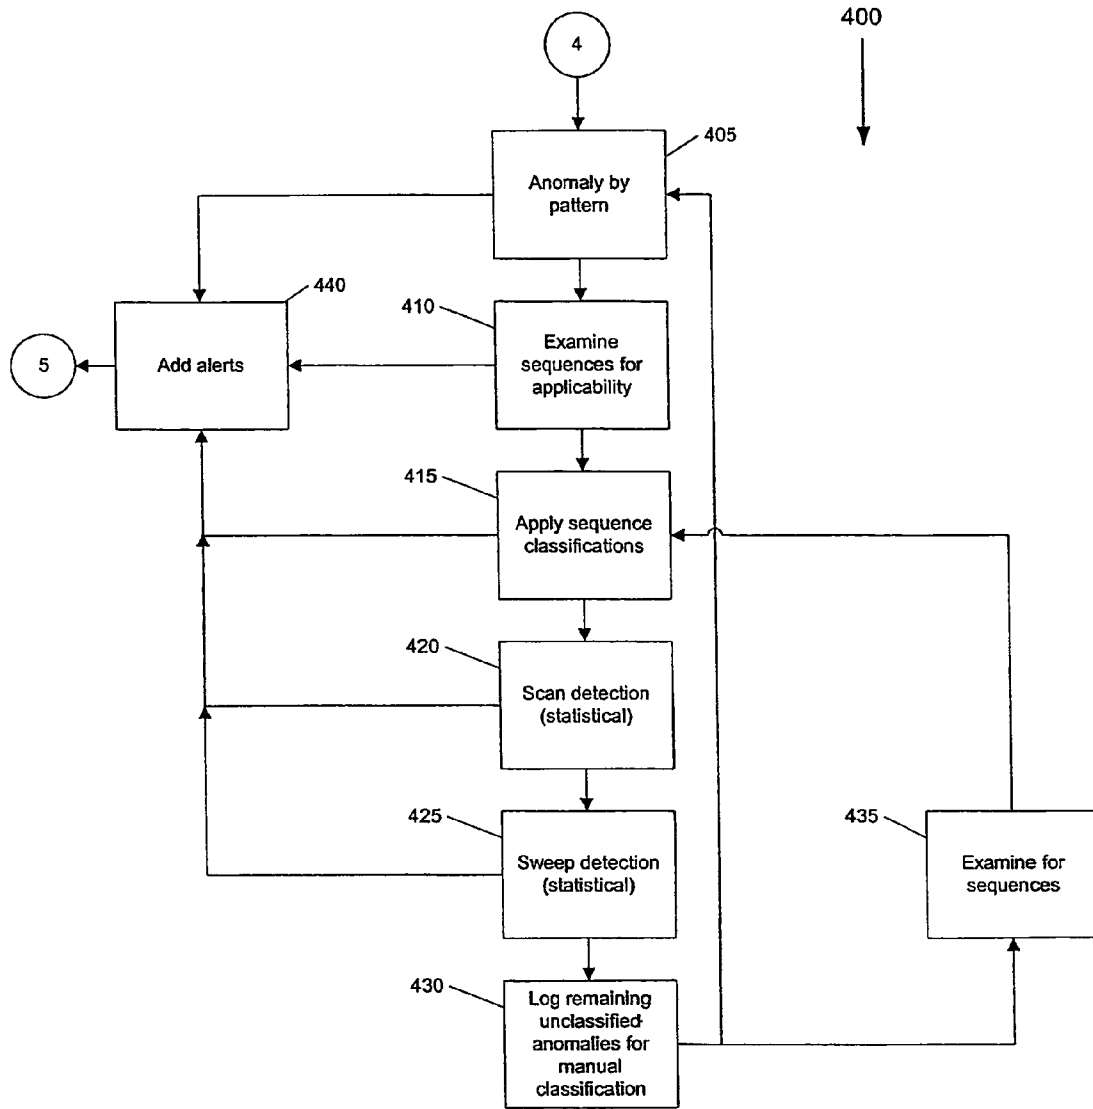 4
400
405
Anomaly by
pattern
440
410
Examine
sequences for
applicability
5
Add alerts
415
Apply sequence
classifications
420
Scan detection
(statistical)
425
Sweep detection
(statistical)
435
Examine for
sequences
430
Log remaining
unclassified
anomalies for
manual
classification